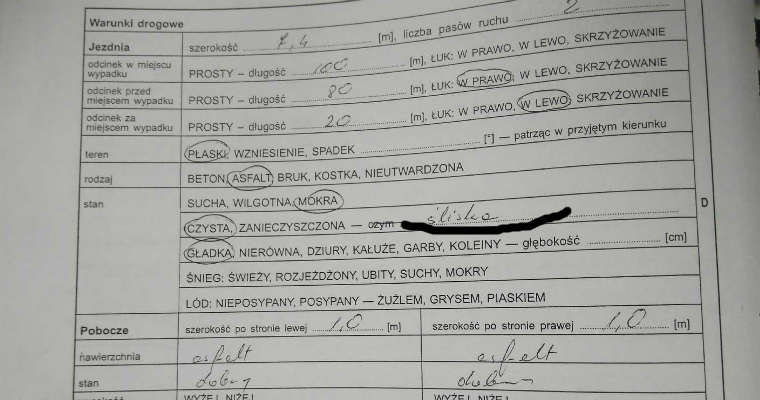 Warunki drogowe
Jezdnia szerokość 7,4 [m], liczba pasów ruchu 2
odcinek w miejscu wypadku PROSTY – długość 100 [m], ŁUK: W PRAWO, W LEWO, SKRZYŻOWANIE
odcinek przed miejscem wypadku PROSTY – długość 80 [m], ŁUK: W PRAWO, W LEWO, SKRZYŻOWANIE
odcinek za miejscem wypadku PROSTY – długość 20 [m], ŁUK: W PRAWO, W LEWO, SKRZYŻOWANIE
teren PŁASKI, WZNIESIENIE, SPADEK [°] — patrząc w przyjętym kierunku
rodzaj BETON, ASFALT, BRUK, KOSTKA, NIEUTWARDZONA
stan SUCHA, WILGOTNA, MOKRA
CZYSTA, ZANIECZYSZCZONA — czym śliska
D
GŁADKA, NIERÓWNA, DZIURY, KAŁUŻE, GARBY, KOLEINY — głębokość [cm]
ŚNIEG: ŚWIEŻY, ROZJEŻDŻONY, UBITY, SUCHY, MOKRY
LÓD: NIEPOSYPANY, POSYPANY — ŻUŻLEM, GRYSEM, PIASKIEM
Pobocze szerokość po stronie lewej 1,0 [m] szerokość po stronie prawej 1,0 [m]
nawierzchnia asfalt asfalt
stan dobry dobry
WYŻEJ, NIŻEJ WYŻEJ, NIŻEJ